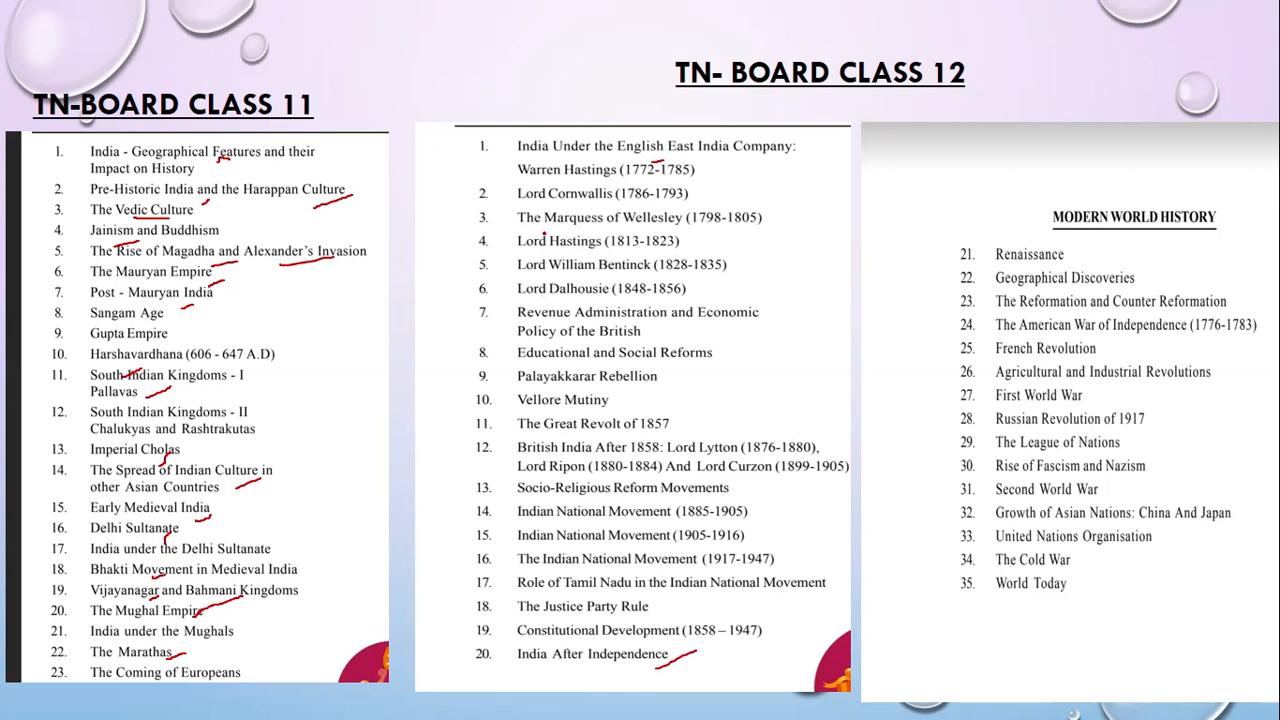 TN-BOARD CLASS 11
1. India - Geographical Features and their
Impact on History
2. Pre-Historic India and the Harappan Culture
3. The Vedic Culture
4. Jainism and Buddhism
5. The Rise of Magadha and Alexander's Invasion
6. The Mauryan Empire
7. Post - Mauryan India
8. Sangam Age
9. Gupta Empire
10. Harshavardhana (606 - 647 A.D)
11. South Indian Kingdoms - I
Pallavas
12. South Indian Kingdoms - II
Chalukyas and Rashtrakutas
13. Imperial Cholas
14. The Spread of Indian Culture in
other Asian Countries
15. Early Medieval India
16. Delhi Sultanate
17. India under the Delhi Sultanate
18. Bhakti Movement in Medieval India
19. Vijayanagar and Bahmani Kingdoms
20. The Mughal Empire
21. India under the Mughals
22. The Marathas
23. The Coming of Europeans
TN- BOARD CLASS 12
1. India Under the English East India Company:
Warren Hastings (1772-1785)
2. Lord Cornwallis (1786-1793)
3. The Marquess of Wellesley (1798-1805)
4. Lord Hastings (1813-1823)
5. Lord William Bentinck (1828-1835)
6. Lord Dalhousie (1848-1856)
7. Revenue Administration and Economic
Policy of the British
8. Educational and Social Reforms
9. Palayakkarar Rebellion
10. Vellore Mutiny
11. The Great Revolt of 1857
12. British India After 1858: Lord Lytton (1876-1880),
Lord Ripon (1880-1884) And Lord Curzon (1899-1905)
13. Socio-Religious Reform Movements
14. Indian National Movement (1885-1905)
15. Indian National Movement (1905-1916)
16. The Indian National Movement (1917-1947)
17. Role of Tamil Nadu in the Indian National Movement
18. The Justice Party Rule
19. Constitutional Development (1858 – 1947)
20. India After Independence
MODERN WORLD HISTORY
21. Renaissance
22. Geographical Discoveries
23. The Reformation and Counter Reformation
24. The American War of Independence (1776-1783)
25. French Revolution
26. Agricultural and Industrial Revolutions
27. First World War
28. Russian Revolution of 1917
29. The League of Nations
30. Rise of Fascism and Nazism
31. Second World War
32. Growth of Asian Nations: China And Japan
33. United Nations Organisation
34. The Cold War
35. World Today